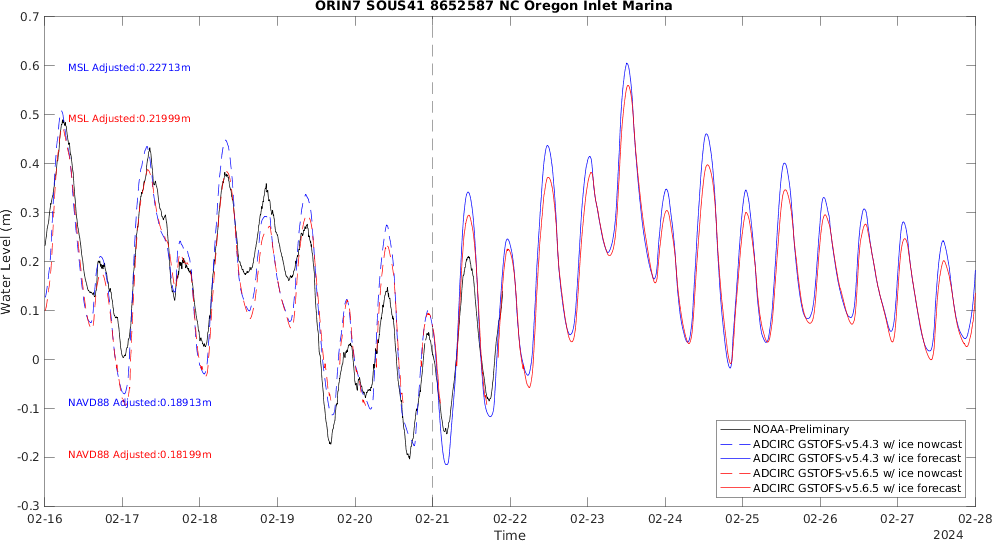 ORIN7 SOUS41 8652587 NC Oregon Inlet Marina
0.7
0.6
0.5
0.4
0.3
0.2
0.1
0
-0.1
-0.2
-0.3
Water Level (m)
MSL Adjusted:0.22713m
MSL Adjusted:0.21999m
NAVD88 Adjusted:0.18913m
NAVD88 Adjusted:0.18199m
NOAA-Preliminary
ADCIRC GSTOFS-v5.4.3 w/ ice nowcast
ADCIRC GSTOFS-v5.4.3 w/ ice forecast
ADCIRC GSTOFS-v5.6.5 w/ ice nowcast
ADCIRC GSTOFS-v5.6.5 w/ ice forecast
02-16 02-17 02-18 02-19 02-20 02-21 02-22 02-23 02-24 02-25 02-26 02-27 02-28
Time
2024